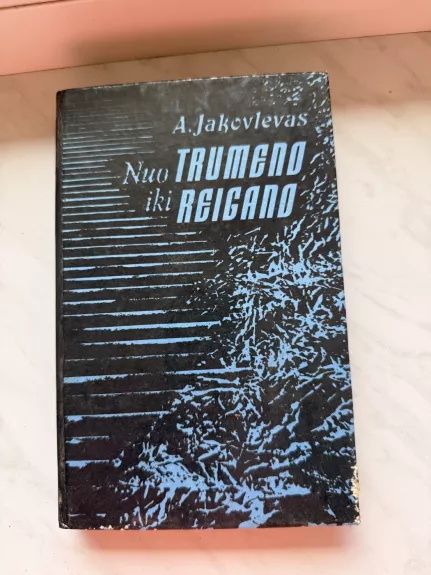 A. Jakovlevas
Nuo TRUMENO
iki REIGANO